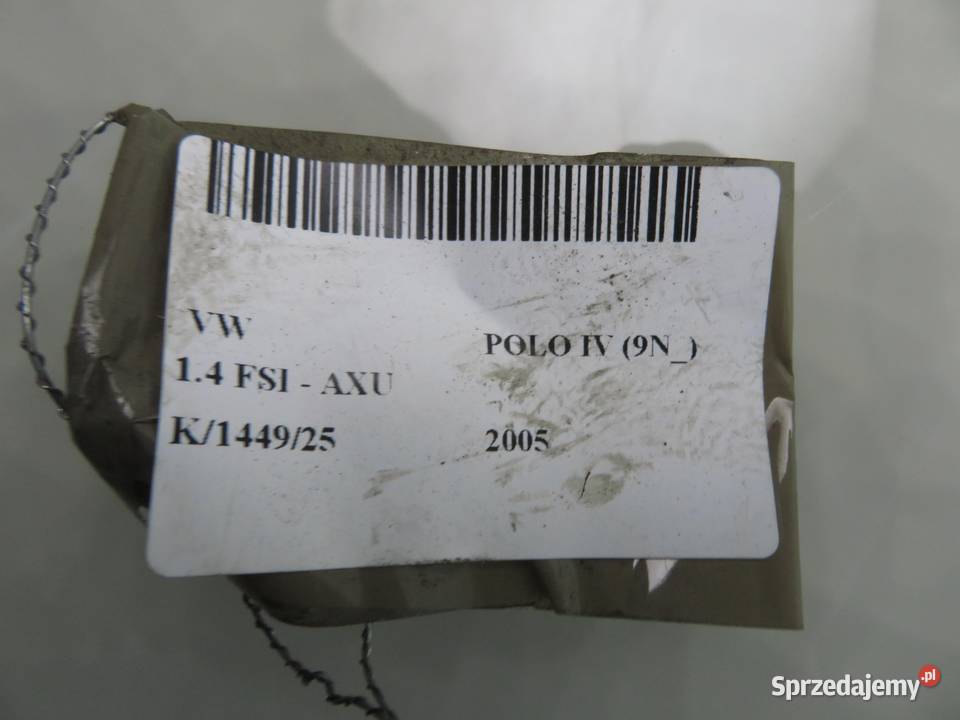 VW
POLO IV (9N_)
1.4 FSI - AXU
K/1449/25
2005
Sprzedajemy.pl